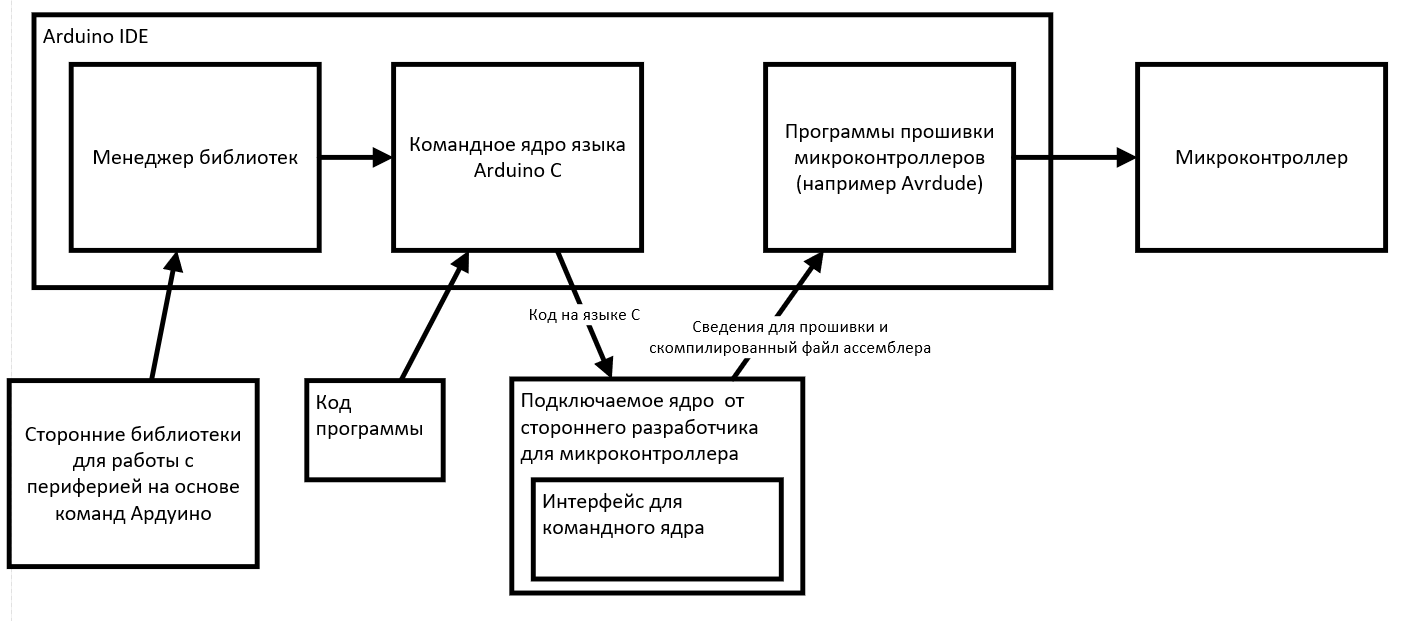 Arduino IDE
Менеджер библиотек
Командное ядро языка
Arduino C
Программы прошивки
микроконтроллеров
(например Avrdude)
Микроконтроллер
Код на языке С
Сведения для прошивки и
скомпилированный файл ассемблера
Сторонние библиотеки
для работы с
периферией на основе
команд Ардуино
Код
программы
Подключаемое ядро от
стороннего разработчика
для микроконтроллера
Интерфейс для
командного ядра